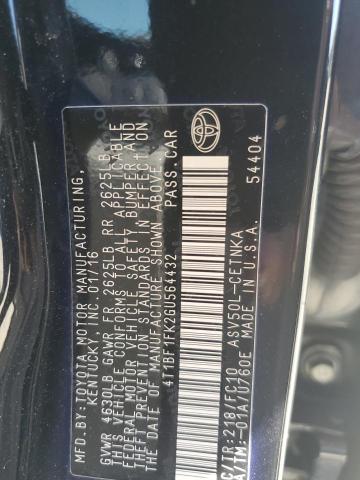 MFD. BY: TOYOTA MOTOR MANUFACTURING,
KENTUCKY, INC. 01/16
GVWR 4630LB GAWR FR 2625LB RR 2625LB
THIS VEHICLE CONFORMS TO ALL APPLICABLE
FEDERAL MOTOR VEHICLE SAFETY, BUMPER, AND
THEFT PREVENTION STANDARDS IN EFFECT ON
THE DATE OF MANUFACTURE SHOWN ABOVE.
4T1BF1FK2GU564432 PASS.CAR
C/TR:218/FC10 ASV50L-CETNKA
A/TM:-01A/U760E MADE IN U.S.A.
54404